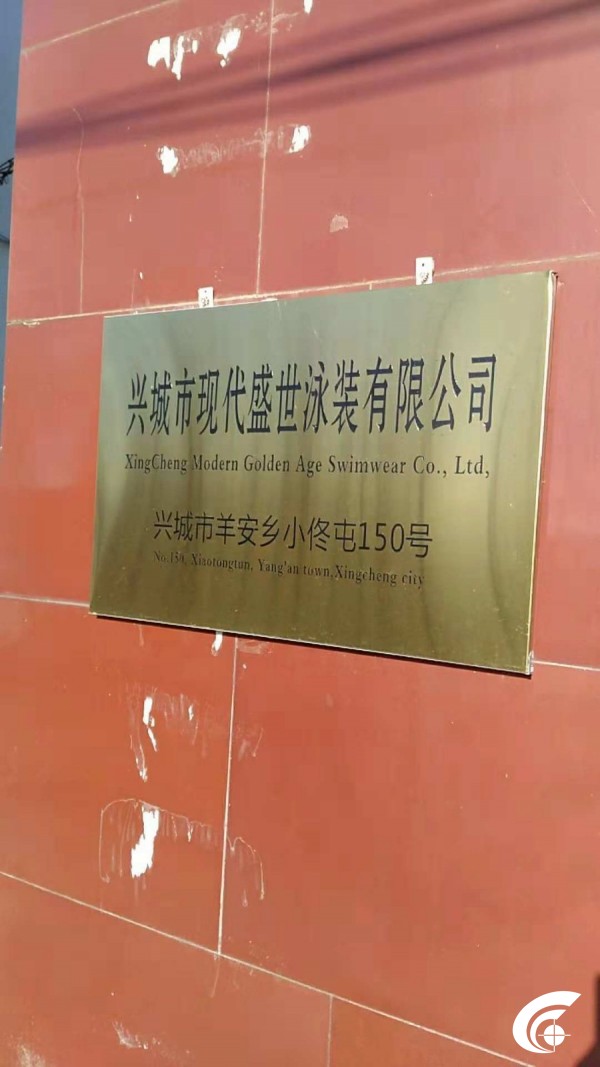 兴城市现代盛世泳装有限公司
XingCheng Modern Golden Age Swimwear Co., Ltd,
兴城市羊安乡小佟屯150号
No.150, Xiaotongtun, Yang'an town,Xingcheng city